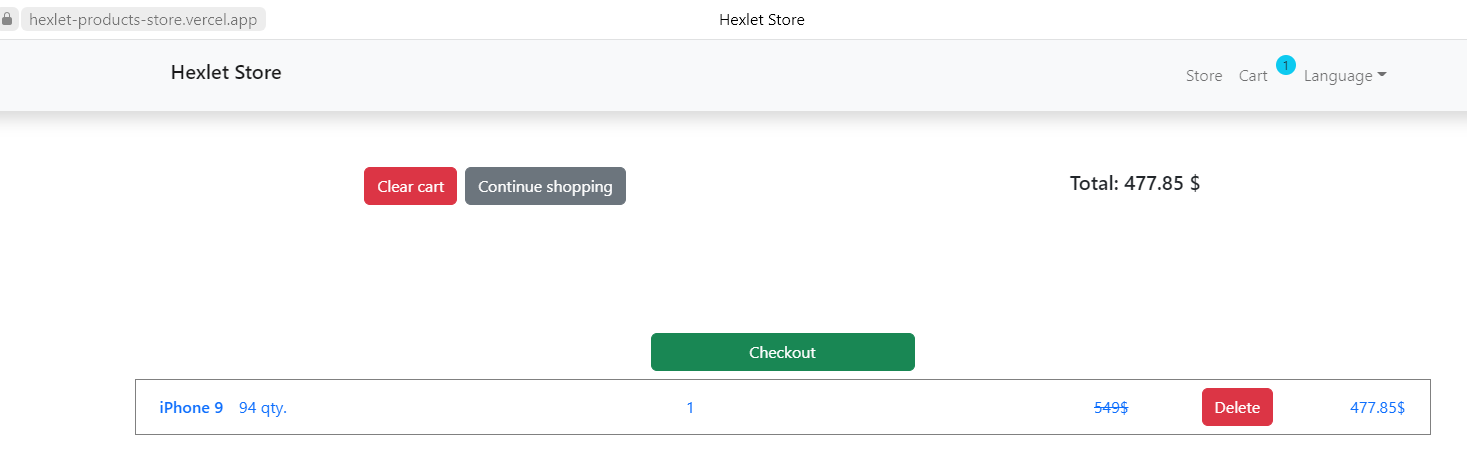 hexlet-products-store.vercel.app Hexlet Store
Hexlet Store Store Cart 1 Language
Clear cart Continue shopping Total: 477.85 $
Checkout
iPhone 9 94 qty. 1 549$ Delete 477.85$